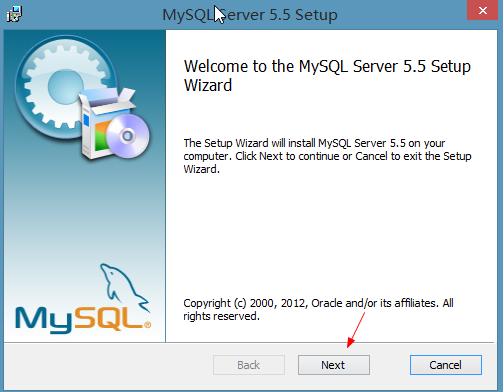 MySQL Server 5.5 Setup
Welcome to the MySQL Server 5.5 Setup
Wizard
The Setup Wizard will install MySQL Server 5.5 on your
computer. Click Next to continue or Cancel to exit the Setup
Wizard.
MySQL®
Copyright (c) 2000, 2012, Oracle and/or its affiliates. All
rights reserved.
Back
Next
Cancel